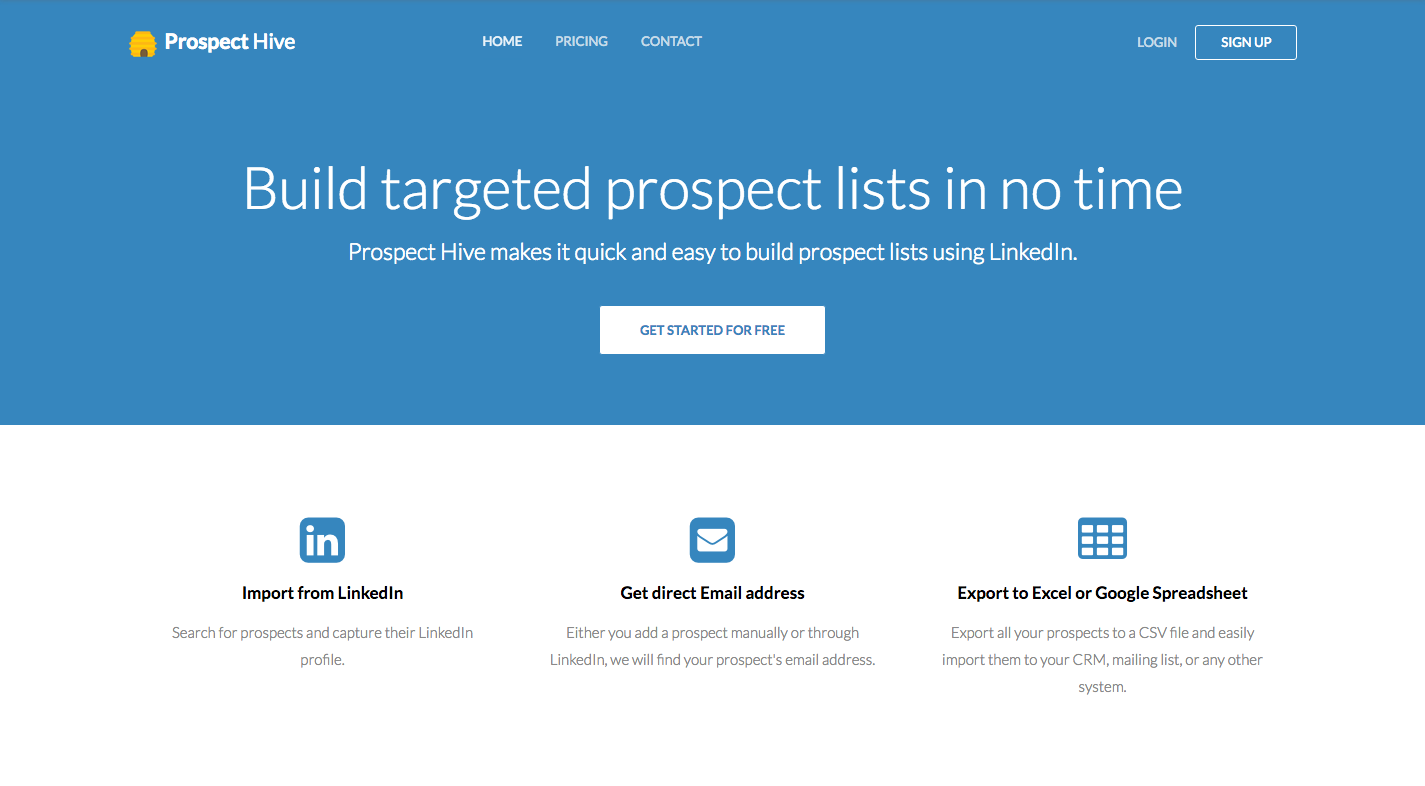 Prospect Hive
HOME
PRICING
CONTACT
LOGIN
SIGN UP
Build targeted prospect lists in no time
Prospect Hive makes it quick and easy to build prospect lists using LinkedIn.
GET STARTED FOR FREE
in
Import from LinkedIn
Search for prospects and capture their LinkedIn
profile.
Get direct Email address
Either you add a prospect manually or through
LinkedIn, we will find your prospect's email address.
Export to Excel or Google Spreadsheet
Export all your prospects to a CSV file and easily
import them to your CRM, mailing list, or any other
system.